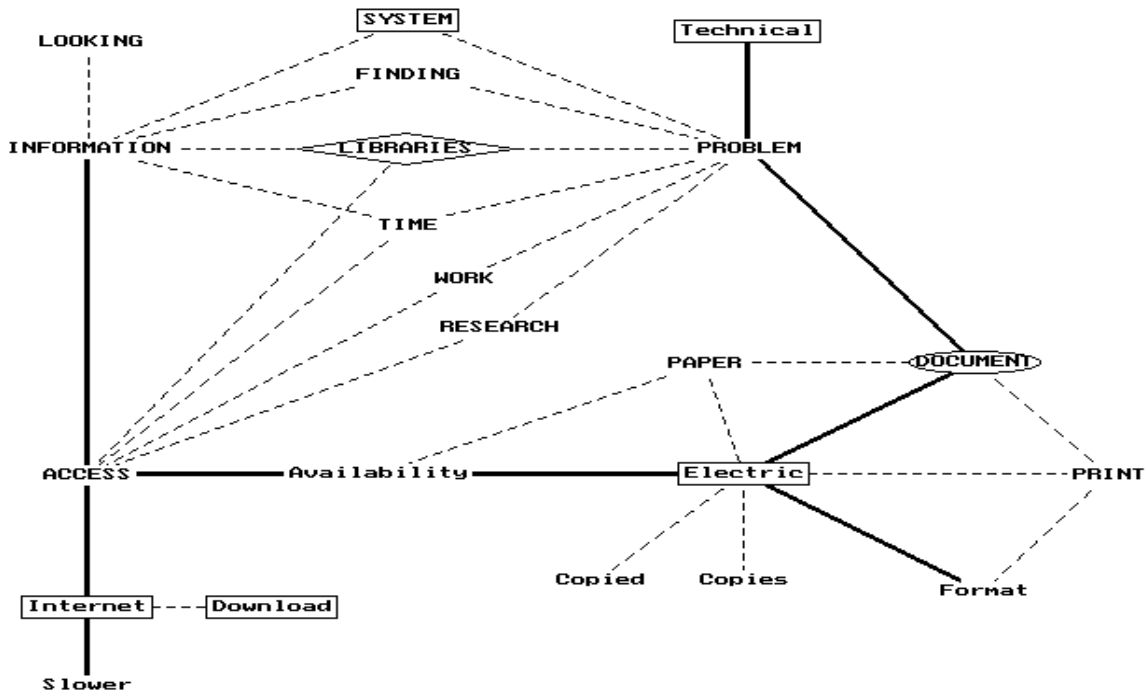 SYSTEM
Technical
LOOKING
FINDING
INFORMATION
LIBRARIES
PROBLEM
TIME
WORK
RESEARCH
PAPER
DOCUMENT
ACCESS
Availability
Electric
PRINT
Copied
Copies
Format
Internet
Download
Slower